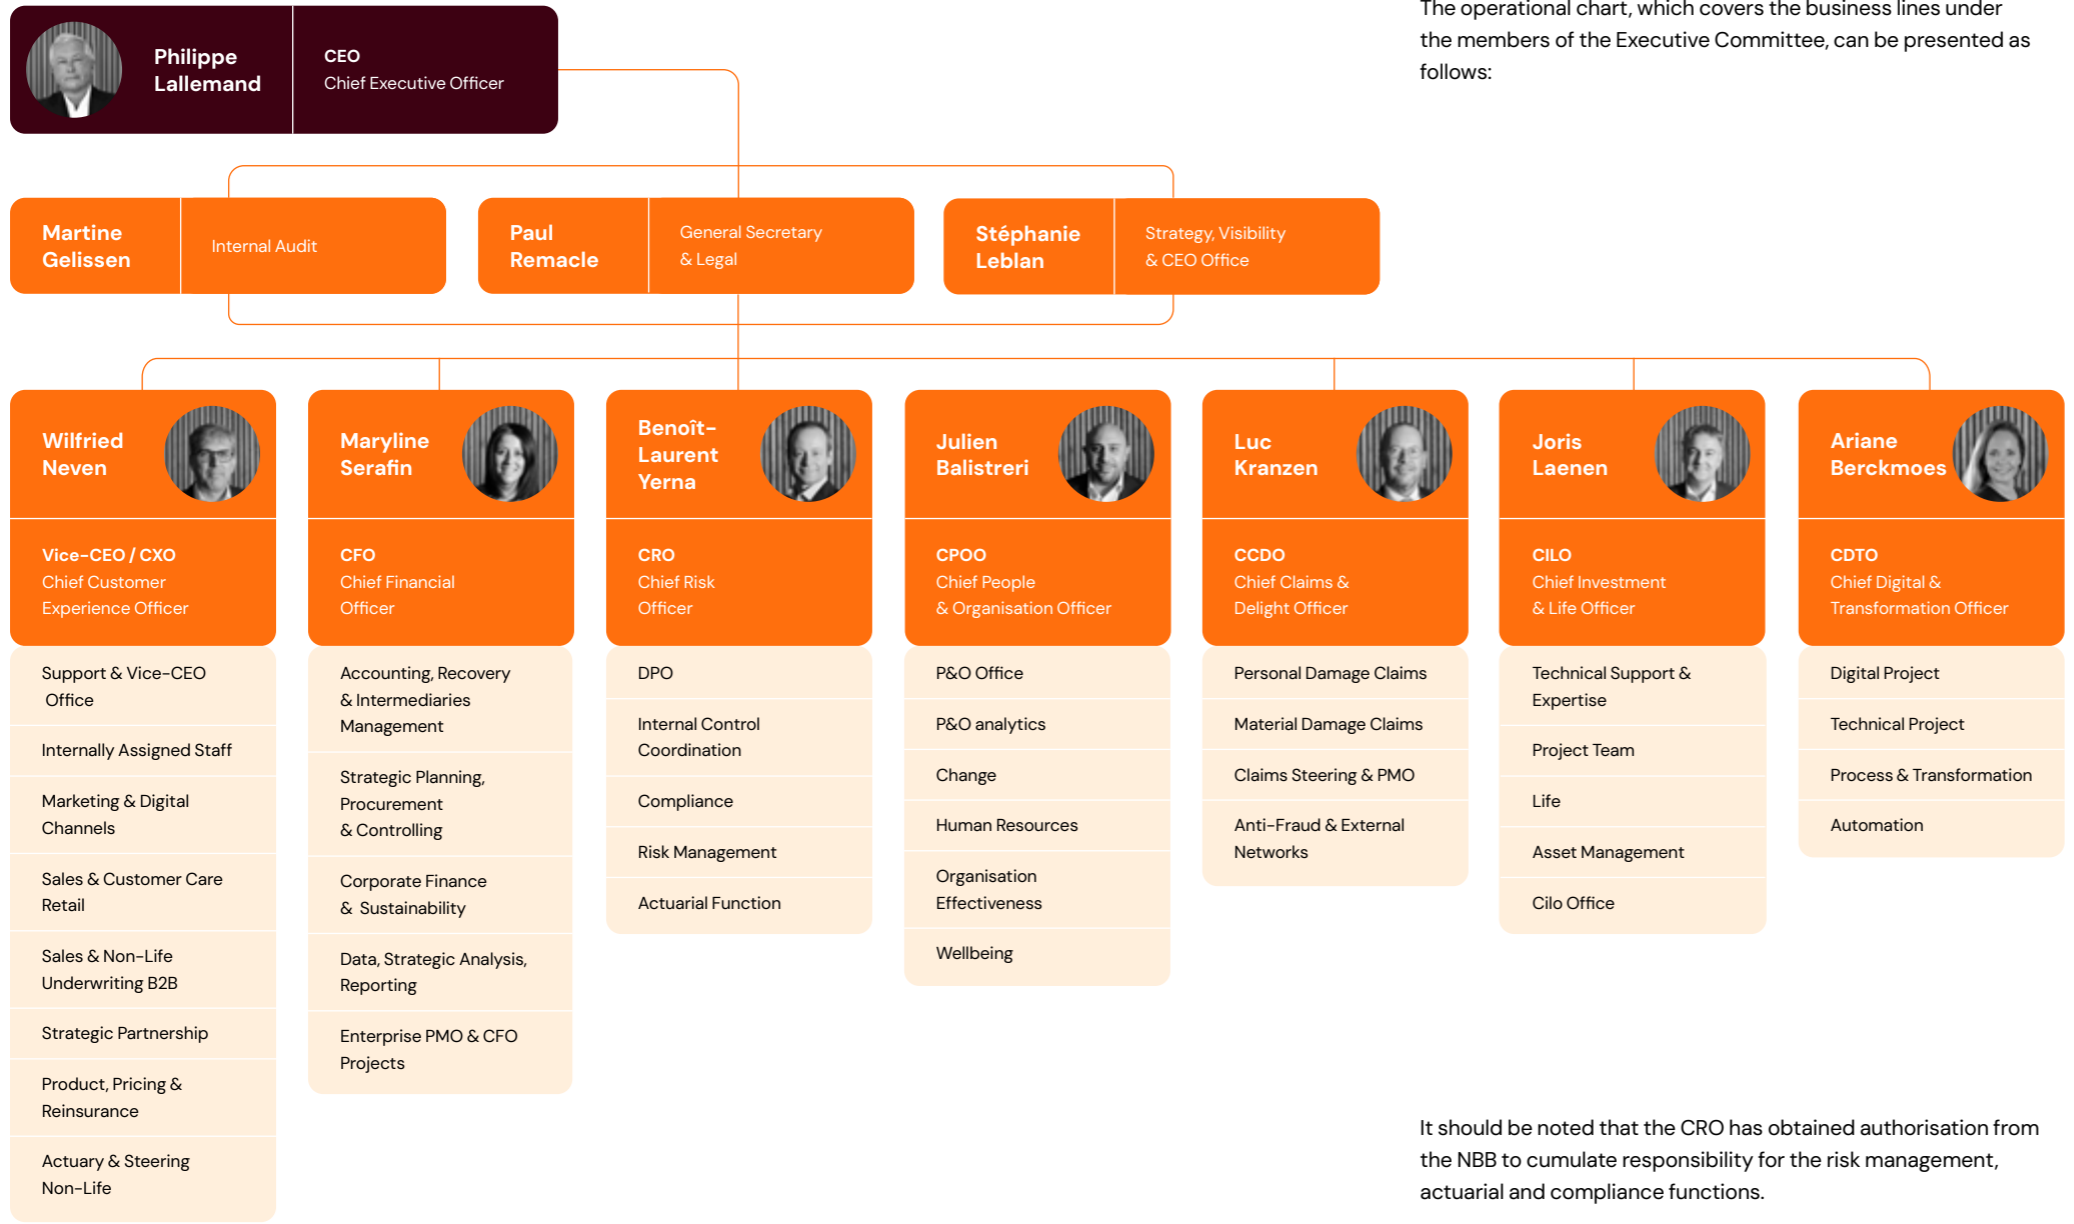 The operational chart, which covers the business lines under
the members of the Executive Committee, can be presented as
follows:
Philippe
Lallemand
CEO
Chief Executive Officer
Martine
Gelissen
Internal Audit
Paul
Remacle
General Secretary
& Legal
Stéphanie
Leblan
Strategy, Visibility
& CEO Office
Wilfried
Neven
Vice-CEO / CXO
Chief Customer
Experience Officer
Support & Vice-CEO
Office
Internally Assigned Staff
Marketing & Digital
Channels
Sales & Customer Care
Retail
Sales & Non-Life
Underwriting B2B
Strategic Partnership
Product, Pricing &
Reinsurance
Actuary & Steering
Non-Life
Maryline
Serafin
CFO
Chief Financial
Officer
Accounting, Recovery
& Intermediaries
Management
Strategic Planning,
Procurement
& Controlling
Corporate Finance
& Sustainability
Data, Strategic Analysis,
Reporting
Enterprise PMO & CFO
Projects
Benoît-
Laurent
Yerna
CRO
Chief Risk
Officer
DPO
Internal Control
Coordination
Compliance
Risk Management
Actuarial Function
Julien
Balistreri
CPOO
Chief People
& Organisation Officer
P&O Office
P&O analytics
Change
Human Resources
Organisation
Effectiveness
Wellbeing
Luc
Kranzen
CCDO
Chief Claims &
Delight Officer
Personal Damage Claims
Material Damage Claims
Claims Steering & PMO
Anti-Fraud & External
Networks
Joris
Laenen
CILO
Chief Investment
& Life Officer
Technical Support &
Expertise
Project Team
Life
Asset Management
Cilo Office
Ariane
Berckmoes
CDTO
Chief Digital &
Transformation Officer
Digital Project
Technical Project
Process & Transformation
Automation
It should be noted that the CRO has obtained authorisation from
the NBB to cumulate responsibility for the risk management,
actuarial and compliance functions.